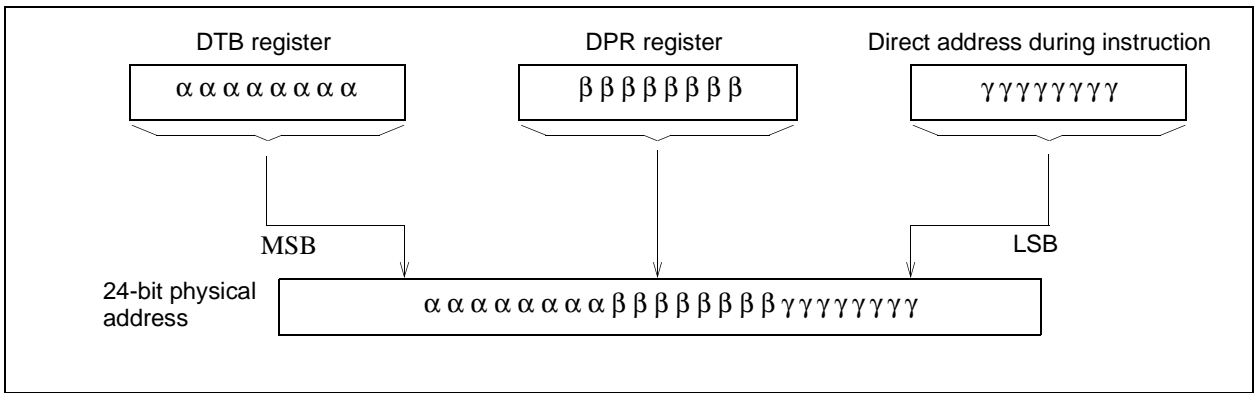 DTB register
DPR register
Direct address during instruction
α α α α α α α α
β β β β β β β β
γ γ γ γ γ γ γ γ
MSB
LSB
24-bit physical
address
α α α α α α α α β β β β β β β β γ γ γ γ γ γ γ γ